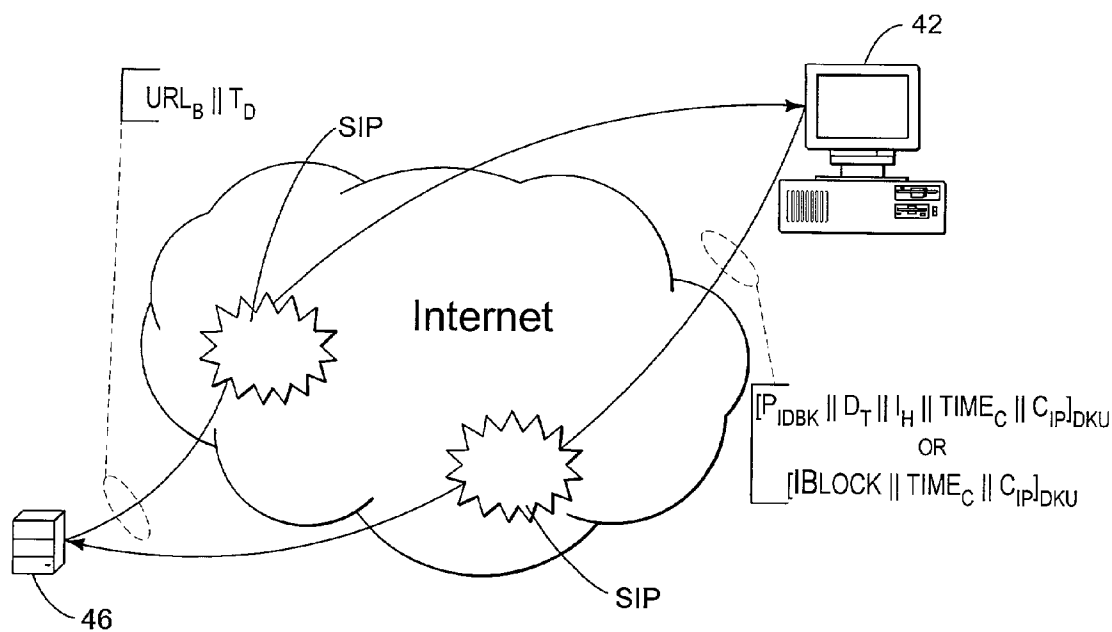 42
URL_B || T_D
SIP
Internet
[P_IDBK || D_T || I_H || TIME_C || C_IP]_DKU
OR
[IBLOCK || TIME_C || C_IP]_DKU
SIP
46